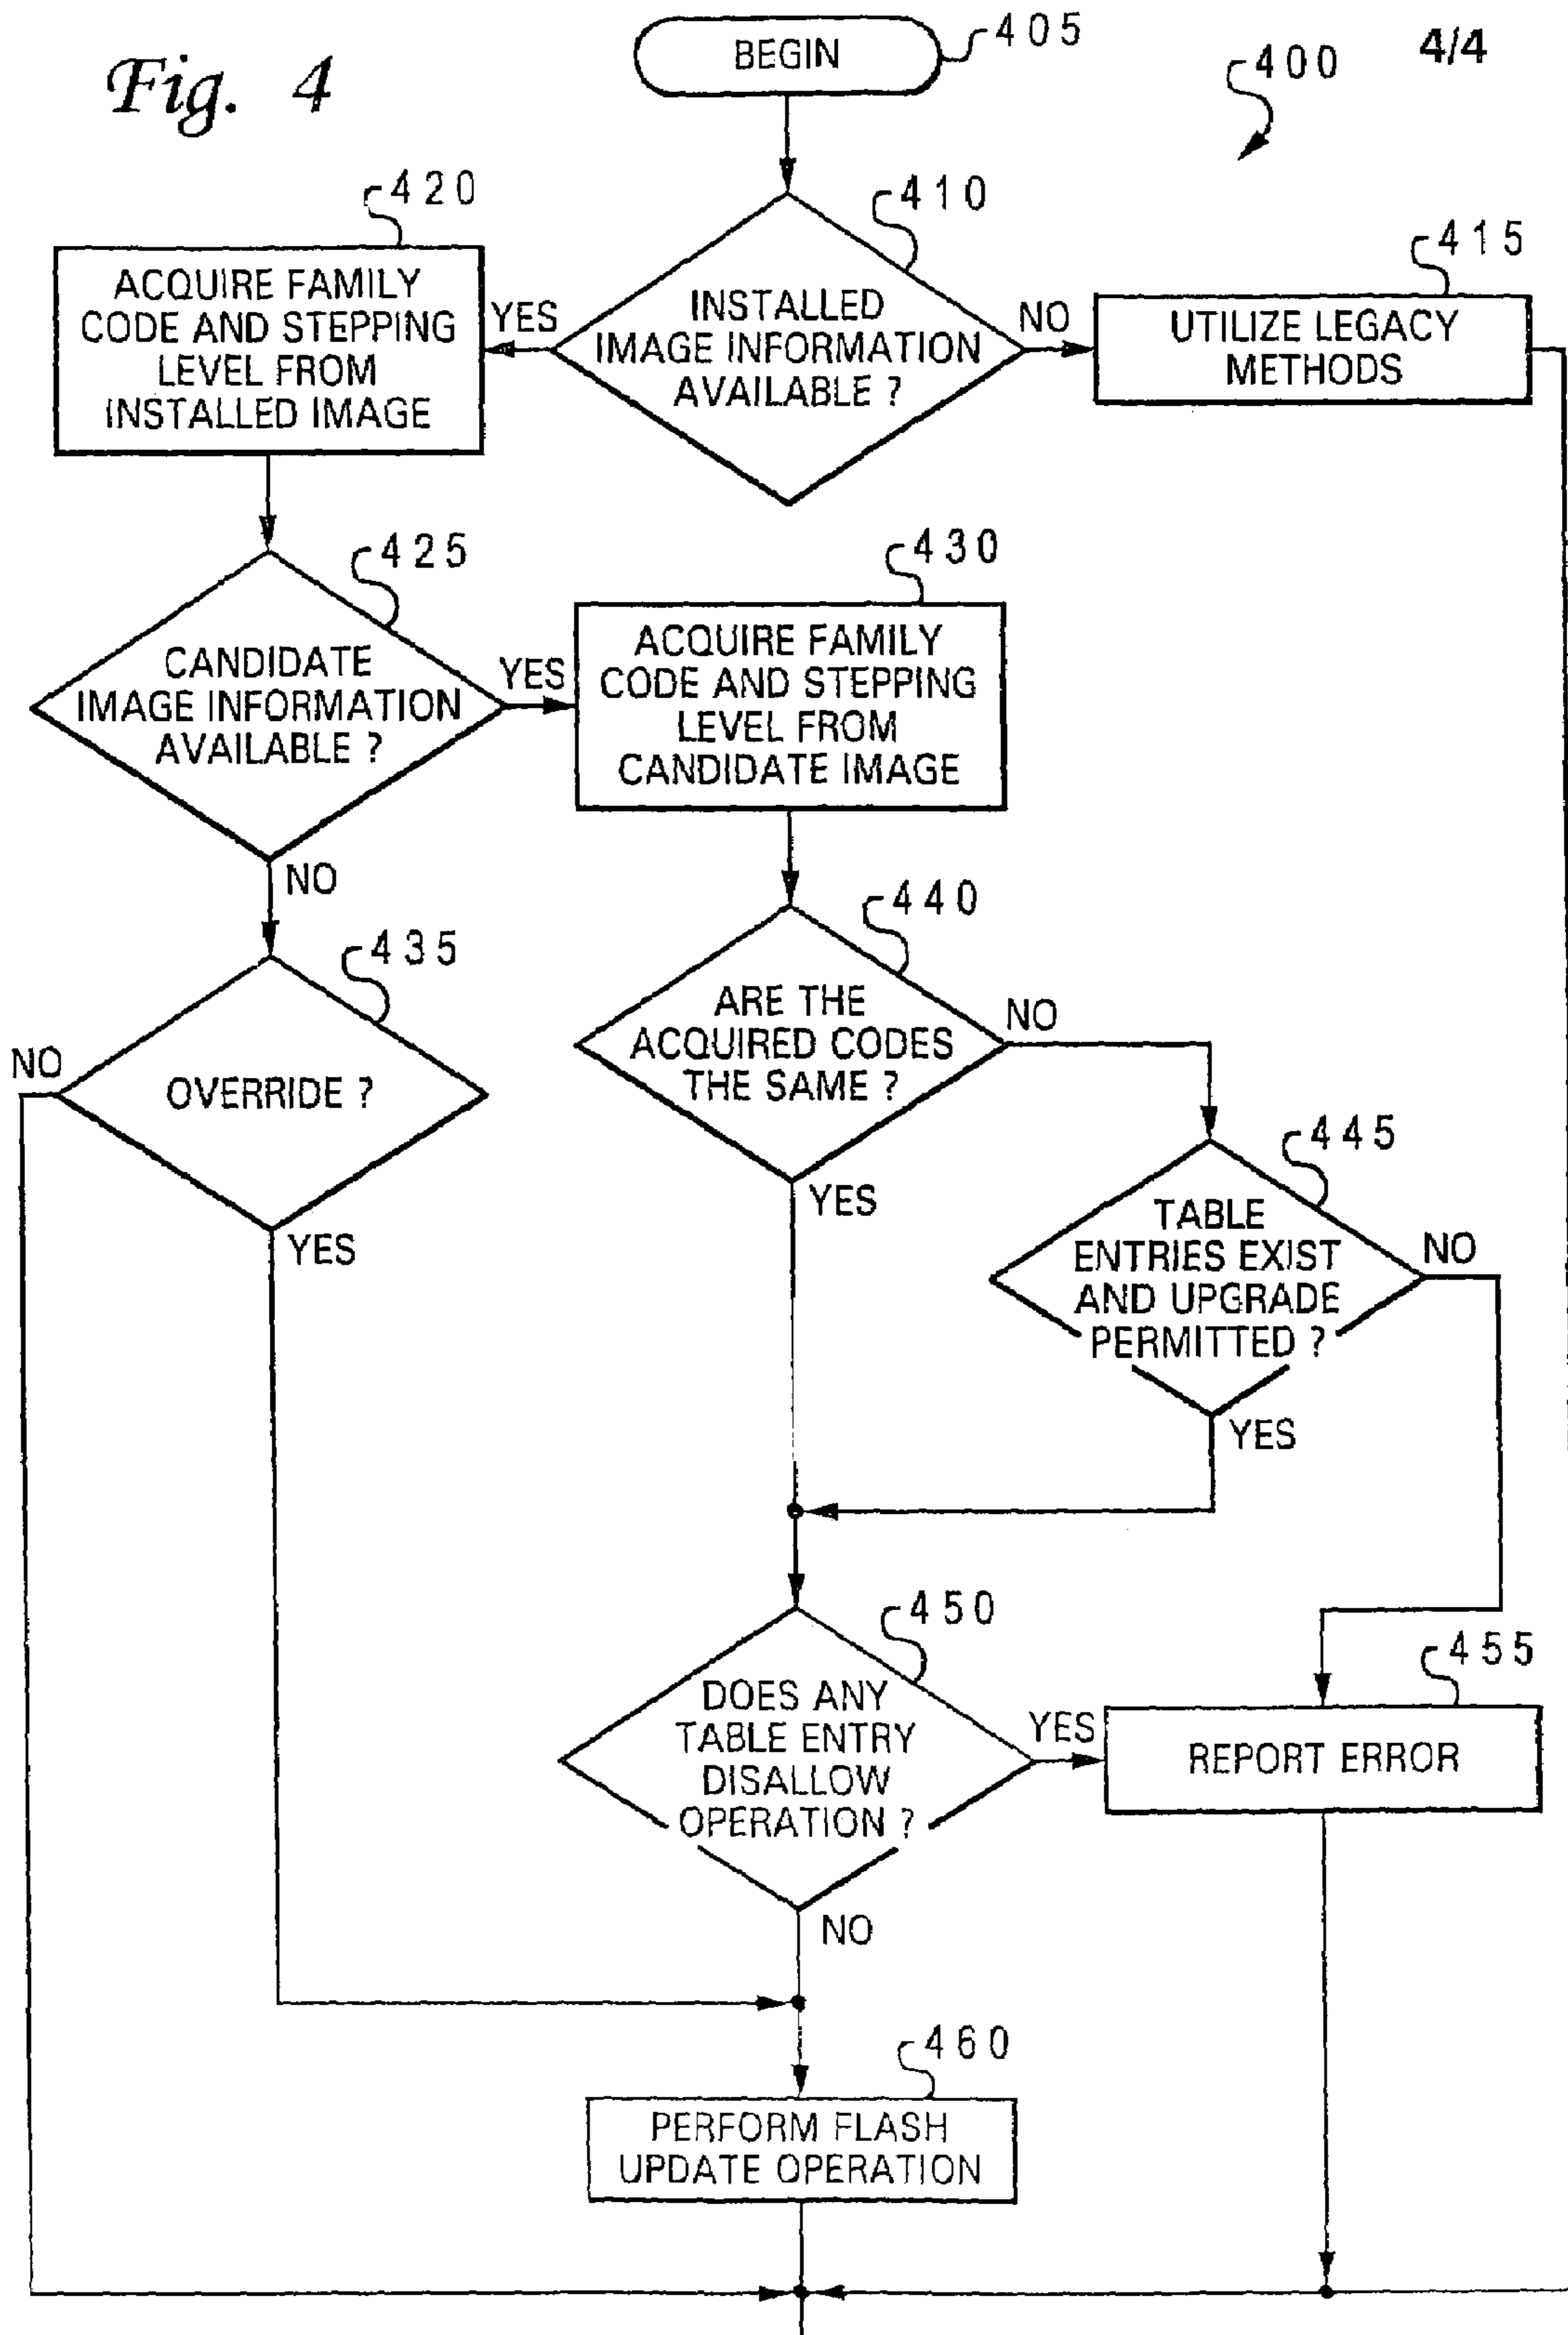 Fig. 4
BEGIN
405
400
4/4
410
INSTALLED
IMAGE INFORMATION
AVAILABLE ?
YES
NO
420
ACQUIRE FAMILY
CODE AND STEPPING
LEVEL FROM
INSTALLED IMAGE
415
UTILIZE LEGACY
METHODS
425
CANDIDATE
IMAGE INFORMATION
AVAILABLE ?
YES
NO
430
ACQUIRE FAMILY
CODE AND STEPPING
LEVEL FROM
CANDIDATE IMAGE
435
OVERRIDE ?
NO
YES
440
ARE THE
ACQUIRED CODES
THE SAME ?
NO
YES
445
TABLE
ENTRIES EXIST
AND UPGRADE
PERMITTED ?
NO
YES
450
DOES ANY
TABLE ENTRY
DISALLOW
OPERATION ?
YES
NO
455
REPORT ERROR
460
PERFORM FLASH
UPDATE OPERATION